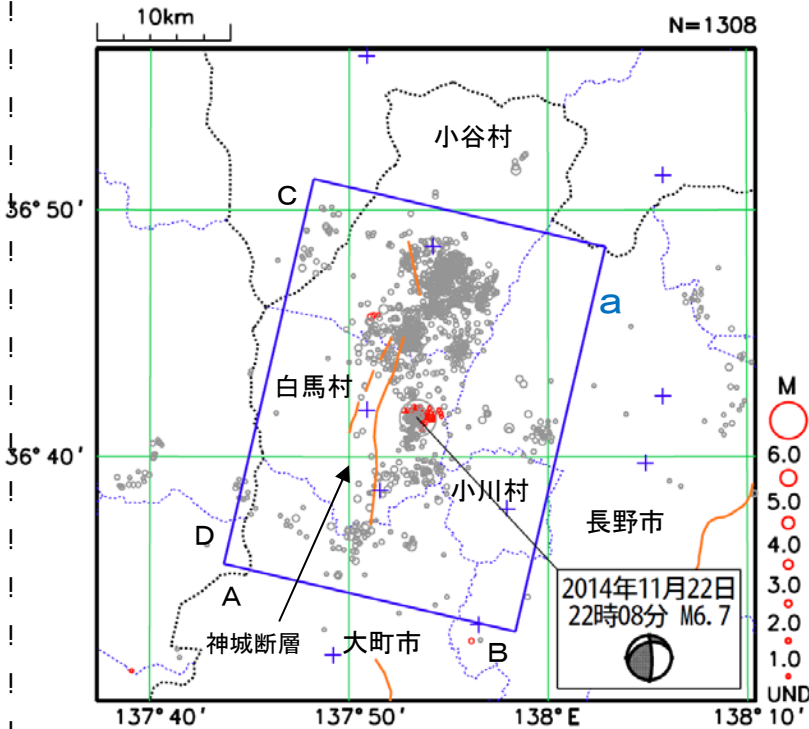 10km
N=1308
小谷村
C
36°50'
a
白馬村
M
6.0
36°40'
5.0
小川村
4.0
長野市
D
3.0
A
2014年11月22日
22時08分 M6.7
2.0
神城断層
大町市
B
1.0
UND
137°40'
137°50'
138°E
138°10'